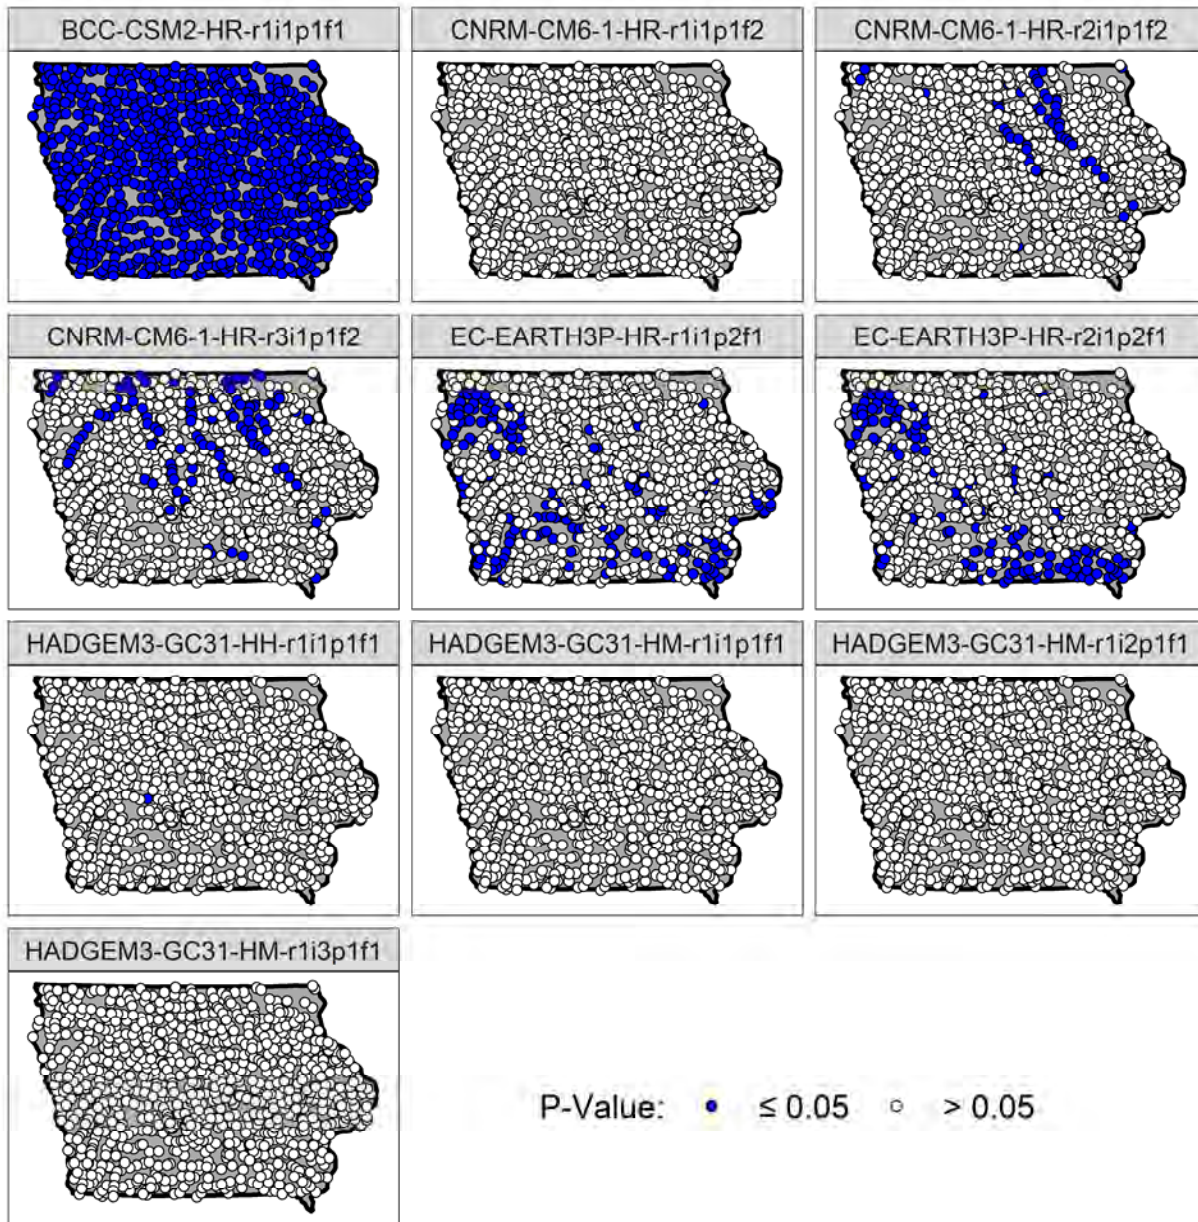 BCC-CSM2-HR-r1i1p1f1
CNRM-CM6-1-HR-r1i1p1f2
CNRM-CM6-1-HR-r2i1p1f2
CNRM-CM6-1-HR-r3i1p1f2
EC-EARTH3P-HR-r1i1p2f1
EC-EARTH3P-HR-r2i1p2f1
HADGEM3-GC31-HH-r1i1p1f1
HADGEM3-GC31-HM-r1i1p1f1
HADGEM3-GC31-HM-r1i2p1f1
HADGEM3-GC31-HM-r1i3p1f1
P-Value: ≤ 0.05 > 0.05